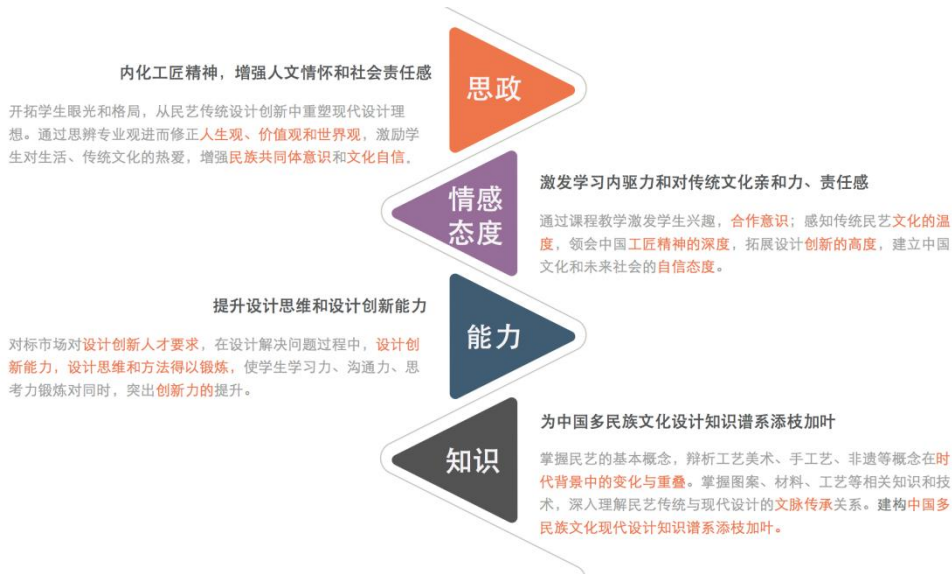 思政
内化工匠精神，增强人文情怀和社会责任感
开拓学生眼光和格局，从民艺传统设计创新中重塑现代设计理
想。通过思辨专业观进而修正人生观、价值观和世界观，激励学
生对生活、传统文化的热爱，增强民族共同体意识和文化自信。
情感
态度
激发学习内驱力和对传统文化亲和力、责任感
通过课程教学激发学生兴趣，合作意识；感知传统民艺文化的温
度，领会中国工匠精神的深度，拓展设计创新的高度，建立中国
文化和未来社会的自信态度。
能力
提升设计思维和设计创新能力
对标市场对设计创新人才要求，在设计解决问题过程中，设计创
新能力，设计思维和方法得以锻炼，使学生学习力、沟通力、思
考力锻炼对同时，突出创新力的提升。
知识
为中国多民族文化设计知识谱系添枝加叶
掌握民艺的基本概念，辩析工艺美术、手工艺、非遗等概念在时
代背景中的变化与重叠。掌握图案、材料、工艺等相关知识和技
术，深入理解民艺传统与现代设计的文脉传承关系。建构中国多
民族文化现代设计知识谱系添枝加叶。